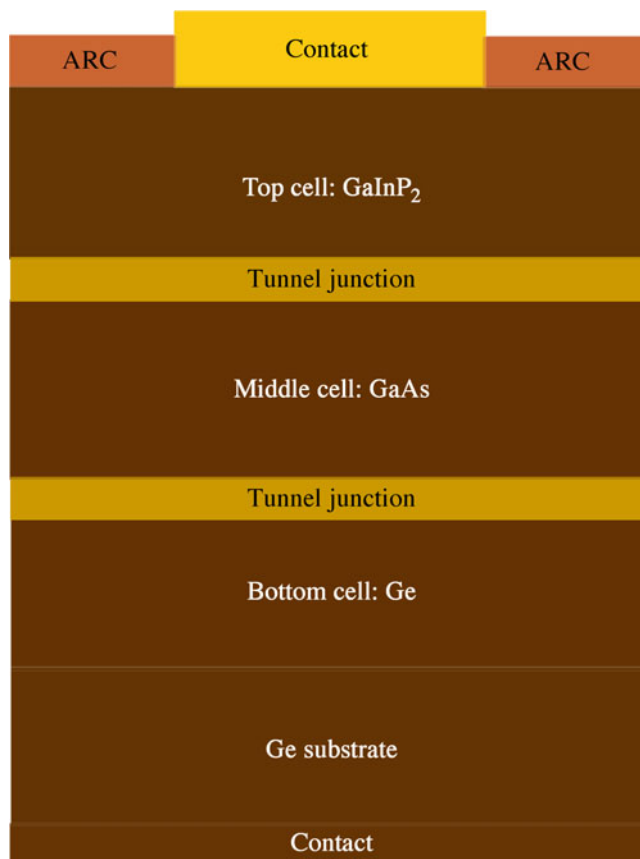 ARC
Contact
ARC
Top cell: GaInP₂
Tunnel junction
Middle cell: GaAs
Tunnel junction
Bottom cell: Ge
Ge substrate
Contact